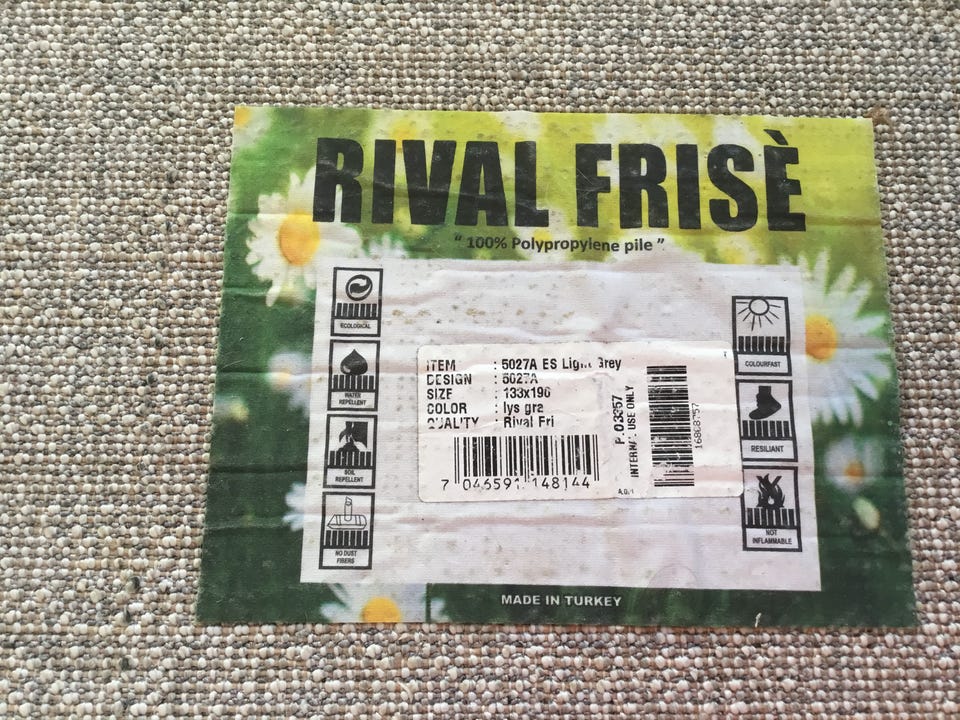 RIVAL FRISÈ
" 100% Polypropylene pile "
ECOLOGICAL
WATER
REPELLENT
SOIL
REPELLENT
NO DUST
FIBERS
ITEM : 5027A ES Light Grey
DESIGN : 5027A
SIZE : 133x190
COLOR : lys gra
QUALITY : Rival Fri
7 046591 148144
P. 03357
INTERNAL USE ONLY
16868757
COLOURFAST
RESILIANT
NOT
INFLAMMABLE
MADE IN TURKEY